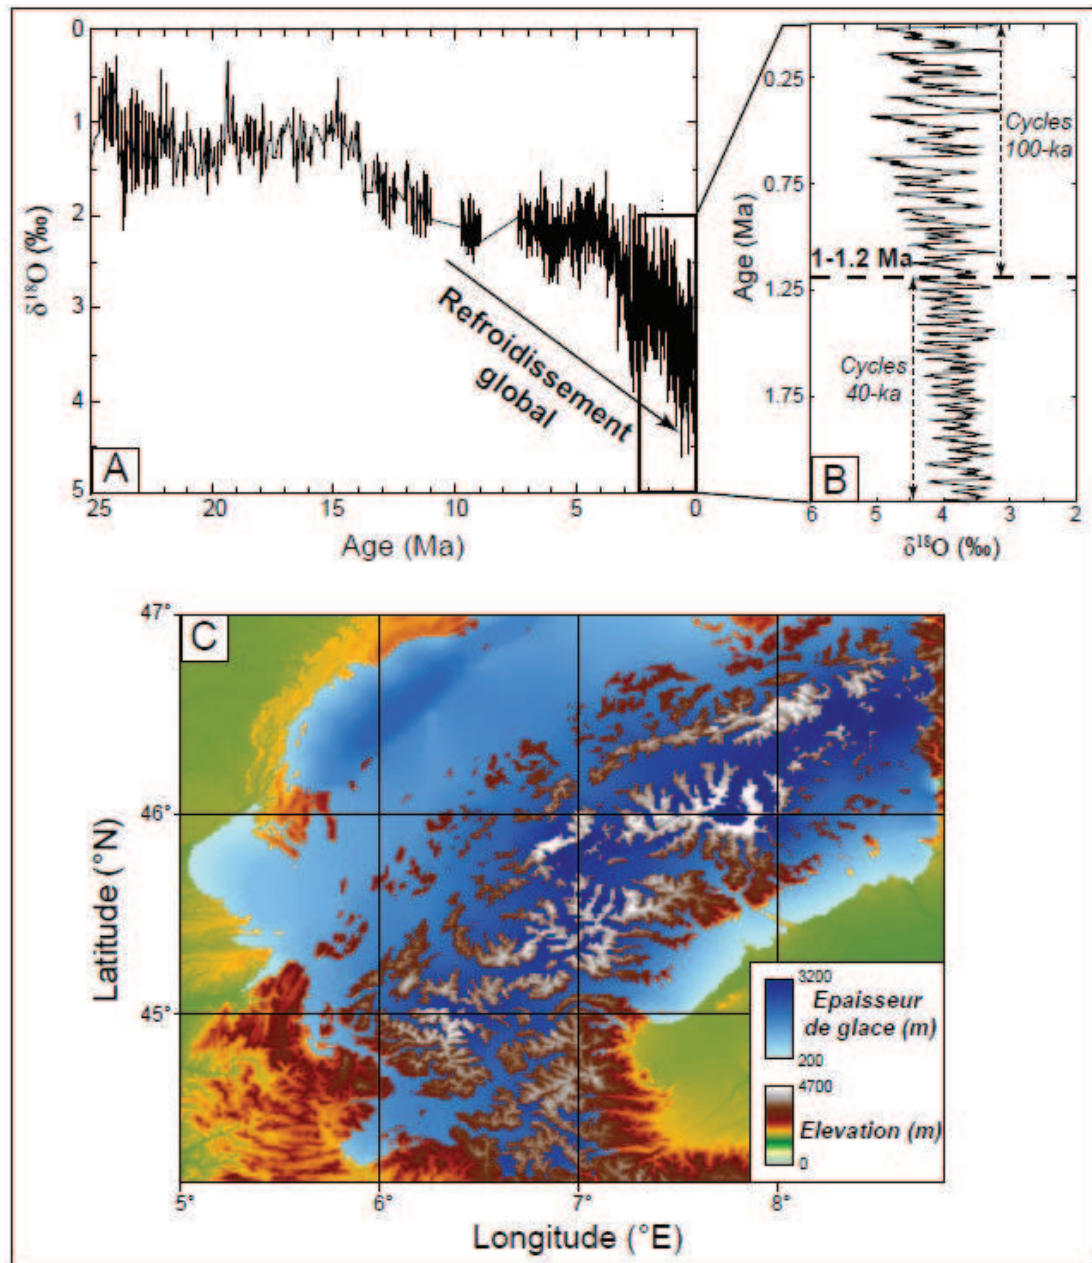 0
1
2
3
4
5
δ¹⁸O (‰)
25
20
15
10
5
0
Age (Ma)
Refroidissement
global
A
0.25
0.75
1.25
1.75
Age (Ma)
1-1.2 Ma
Cycles
100-ka
Cycles
40-ka
B
6
5
4
3
2
δ¹⁸O (‰)
C
47°
46°
45°
Latitude (°N)
5°
6°
7°
8°
Longitude (°E)
3200
Epaisseur
de glace (m)
200
4700
Elevation (m)
0